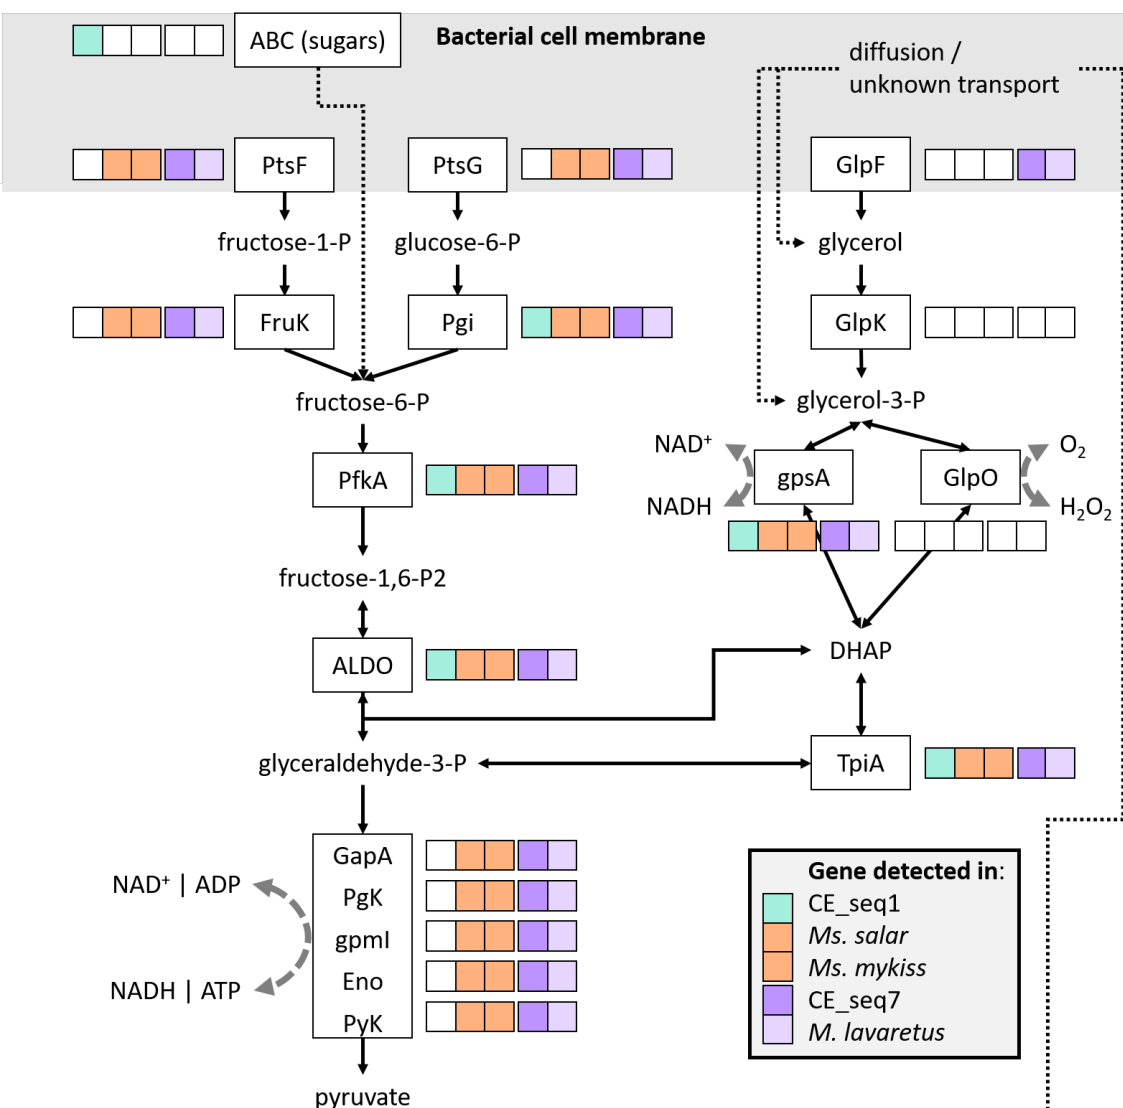 ABC (sugars)
Bacterial cell membrane
diffusion /
unknown transport
PtsF
PtsG
GlpF
fructose-1-P
glucose-6-P
glycerol
FruK
Pgi
GlpK
fructose-6-P
glycerol-3-P
NAD⁺
O₂
PfkA
gpsA
GlpO
NADH
H₂O₂
fructose-1,6-P2
ALDO
DHAP
glyceraldehyde-3-P
TpiA
GapA
NAD⁺ | ADP
PgK
gpmI
Eno
NADH | ATP
PyK
pyruvate
Gene detected in:
CE_seq1
Ms. salar
Ms. mykiss
CE_seq7
M. lavaretus